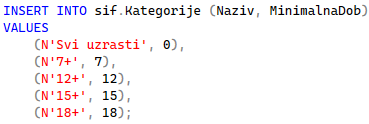 INSERT INTO sif.Kategorije (Naziv, MinimalnaDob)
VALUES
(N'Svi uzrasti', 0),
(N'7+', 7),
(N'12+', 12),
(N'15+', 15),
(N'18+', 18);